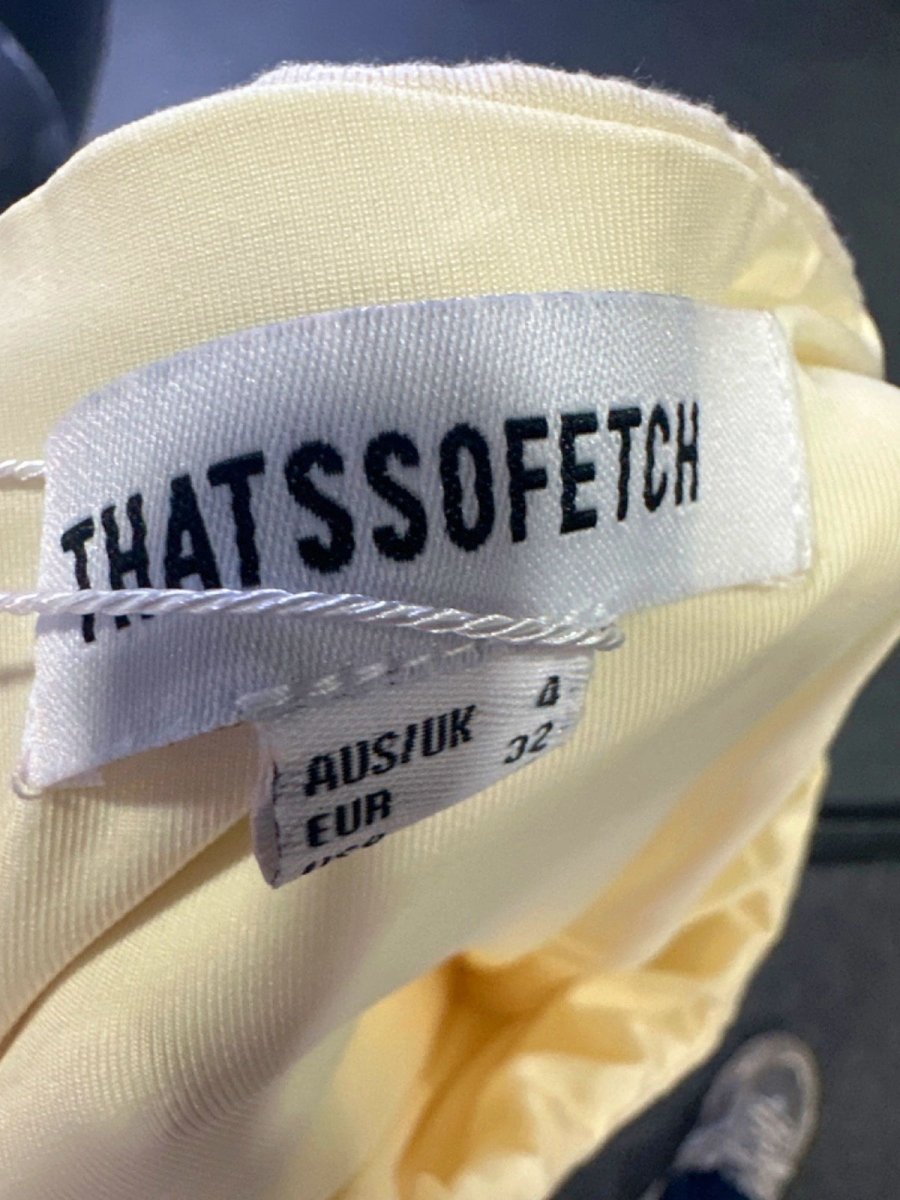 THATSSOFETCH
AUS/UK 4
EUR 32